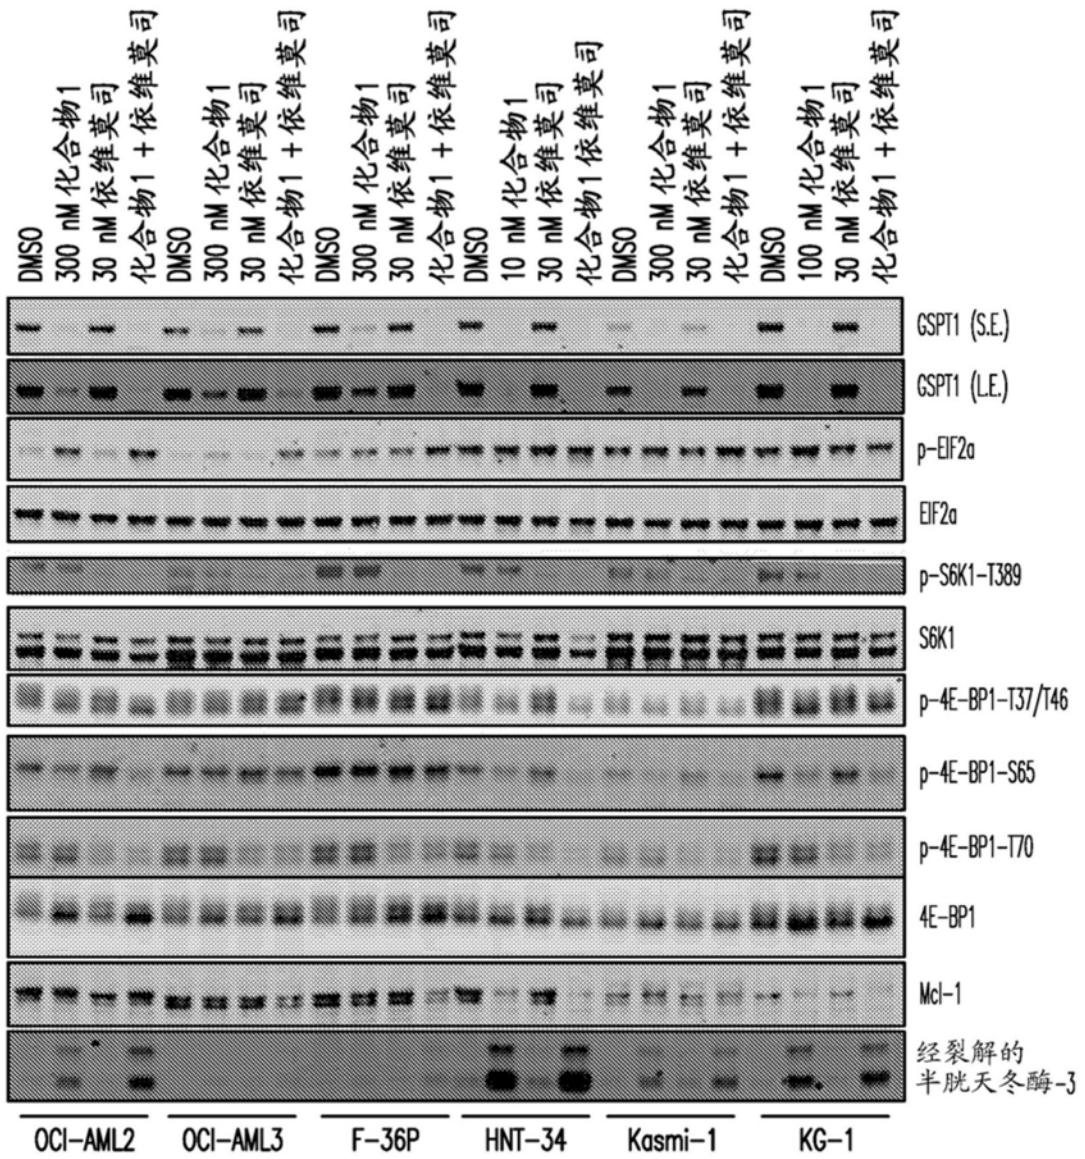 DMSO
300 nM 化合物1
30 nM 依维莫司
化合物1 + 依维莫司
DMSO
300 nM 化合物1
30 nM 依维莫司
化合物1 + 依维莫司
DMSO
300 nM 化合物1
30 nM 依维莫司
化合物1 + 依维莫司
DMSO
10 nM 化合物1
30 nM 依维莫司
化合物1依维莫司
DMSO
300 nM 化合物1
30 nM 依维莫司
化合物1 + 依维莫司
DMSO
100 nM 化合物1
30 nM 依维莫司
化合物1 + 依维莫司
GSPT1 (S.E.)
GSPT1 (L.E.)
p-EIF2a
EIF2a
p-S6K1-T389
S6K1
p-4E-BP1-T37/T46
p-4E-BP1-S65
p-4E-BP1-T70
4E-BP1
Mcl-1
经裂解的
半胱天冬酶-3
OCI-AML2
OCI-AML3
F-36P
HNT-34
Kasmi-1
KG-1